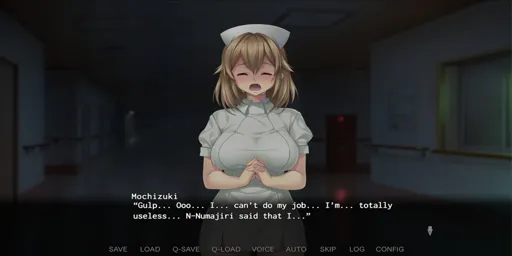 Mochizuki
“Gulp... Ooo... I... can’t do my job... I’m... totally
useless... N-Numajiri said that I...”
SAVE LOAD Q-SAVE Q-LOAD VOICE AUTO SKIP LOG CONFIG